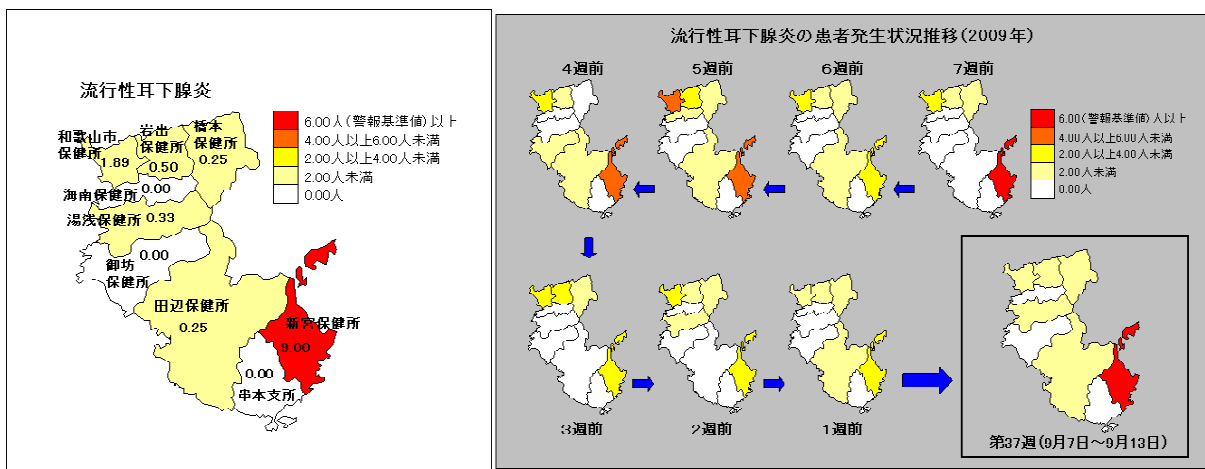 流行性耳下腺炎
和歌山市
保健所
1.89
岩出
保健所
0.50
橋本
保健所
0.25
6.00人(警報基準値)以上
4.00人以上6.00人未満
2.00人以上4.00人未満
2.00人未満
0.00人
0.00
海南保健所
湯浅保健所
0.33
0.00
御坊
保健所
田辺保健所
0.25
新宮保健所
9.00
0.00
串本支所
流行性耳下腺炎の患者発生状況推移(2009年)
4週前
5週前
6週前
7週前
6.00(警報基準値)人以上
4.00人以上6.00人未満
2.00人以上4.00人未満
2.00人未満
0.00人
3週前
2週前
1週前
第37週(9月7日～9月13日)